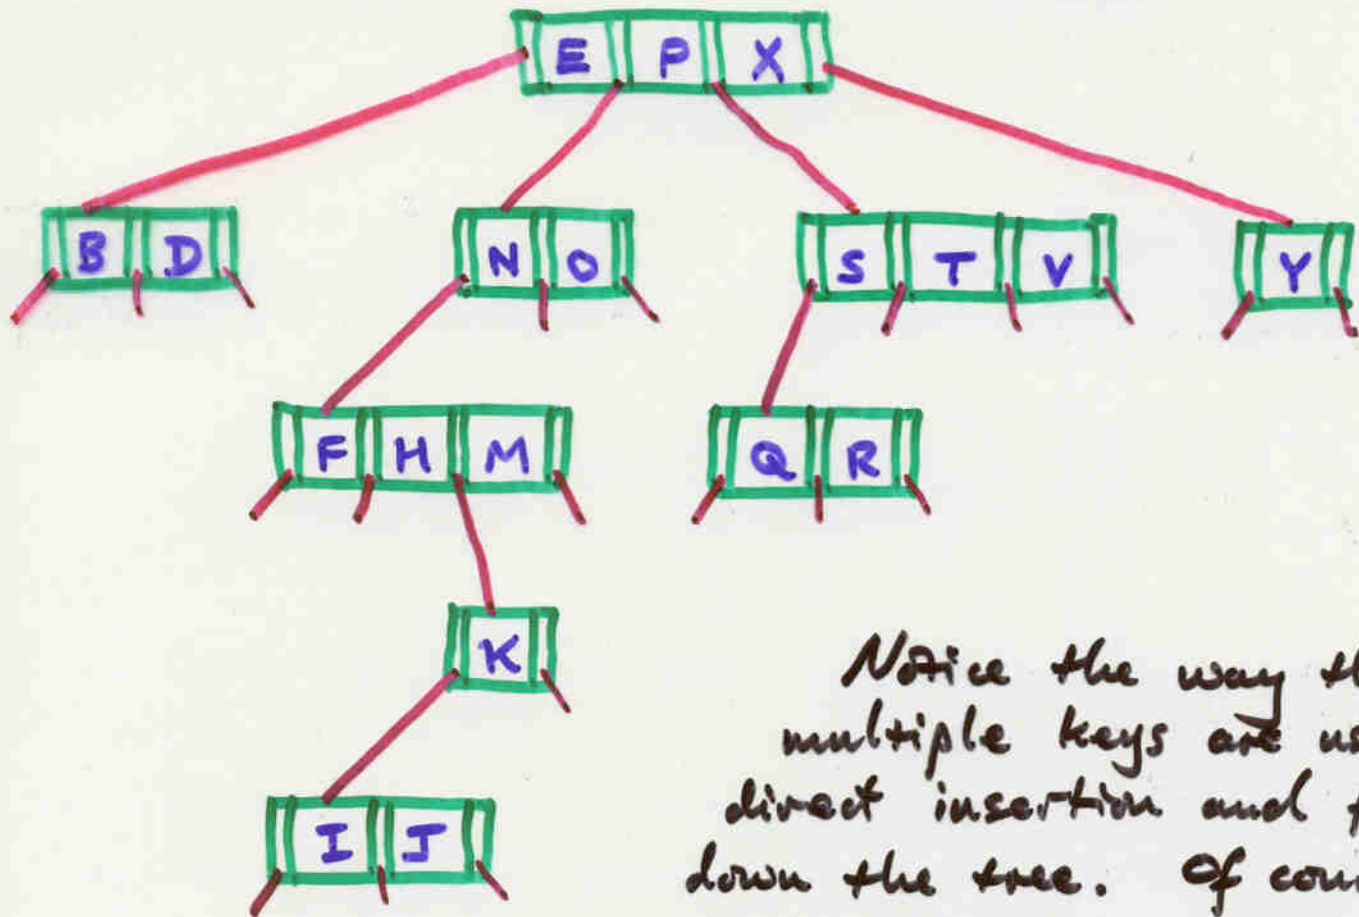 E P X
B D
N O
S T V
Y
F H M
Q R
K
I J
Notice the way
multiple keys are
direct insertion and
down the tree. Of